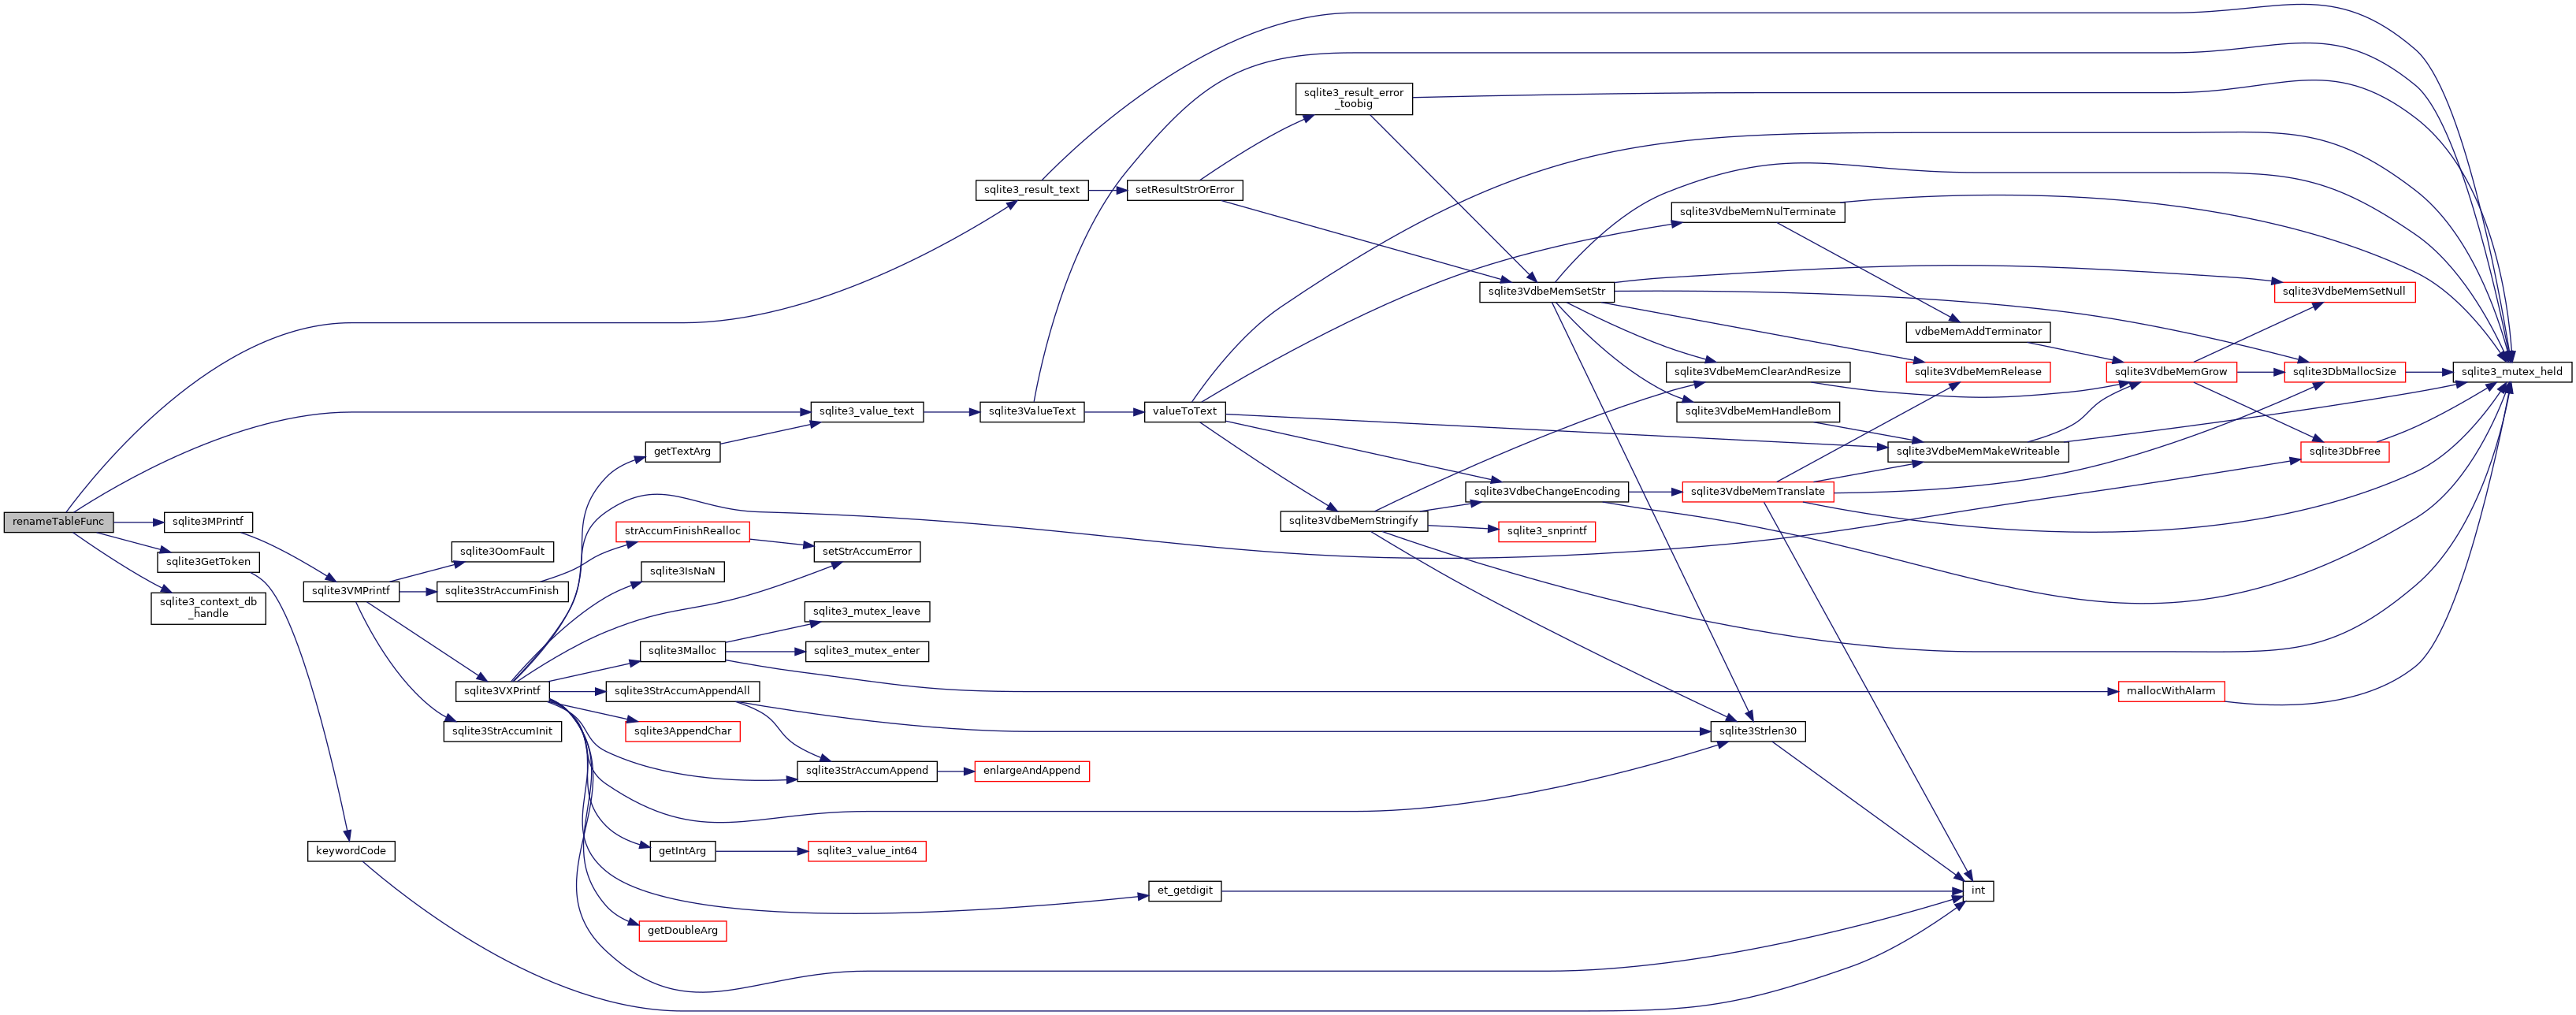 sqlite3_result_error
_toobig
sqlite3_result_text
setResultStrOrError
sqlite3VdbeMemNulTerminate
sqlite3VdbeMemSetStr
sqlite3VdbeMemSetNull
vdbeMemAddTerminator
sqlite3VdbeMemClearAndResize
sqlite3VdbeMemRelease
sqlite3VdbeMemGrow
sqlite3DbMallocSize
sqlite3_mutex_held
sqlite3_value_text
sqlite3ValueText
valueToText
sqlite3VdbeMemHandleBom
getTextArg
sqlite3VdbeMemMakeWriteable
sqlite3DbFree
sqlite3VdbeChangeEncoding
sqlite3VdbeMemTranslate
renameTableFunc
sqlite3MPrintf
sqlite3VdbeMemStringify
strAccumFinishRealloc
sqlite3_snprintf
sqlite3OomFault
setStrAccumError
sqlite3GetToken
sqlite3IsNaN
sqlite3VMPrintf
sqlite3StrAccumFinish
sqlite3_context_db
_handle
sqlite3_mutex_leave
sqlite3Malloc
sqlite3_mutex_enter
sqlite3VXPrintf
sqlite3StrAccumAppendAll
mallocWithAlarm
sqlite3StrAccumInit
sqlite3AppendChar
sqlite3Strlen30
sqlite3StrAccumAppend
enlargeAndAppend
keywordCode
getIntArg
sqlite3_value_int64
et_getdigit
int
getDoubleArg